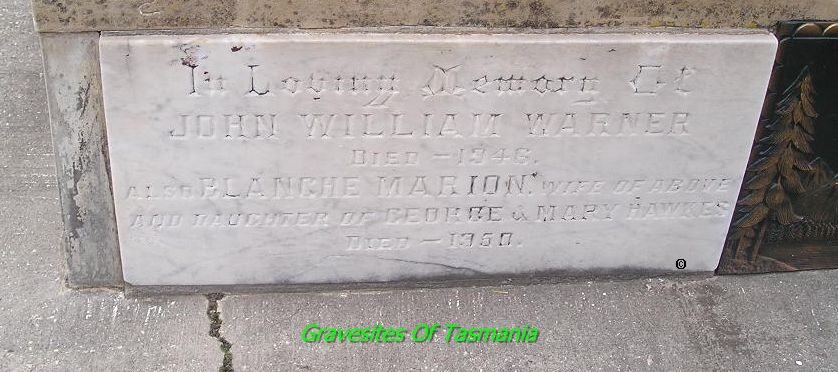 In Loving Memory Of
JOHN WILLIAM WARNER
DIED - 1946.
ALSO BLANCHE MARION. WIFE OF ABOVE
AND DAUGHTER OF GEORGE & MARY HAWKES
DIED - 1950.
©
Gravesites Of Tasmania